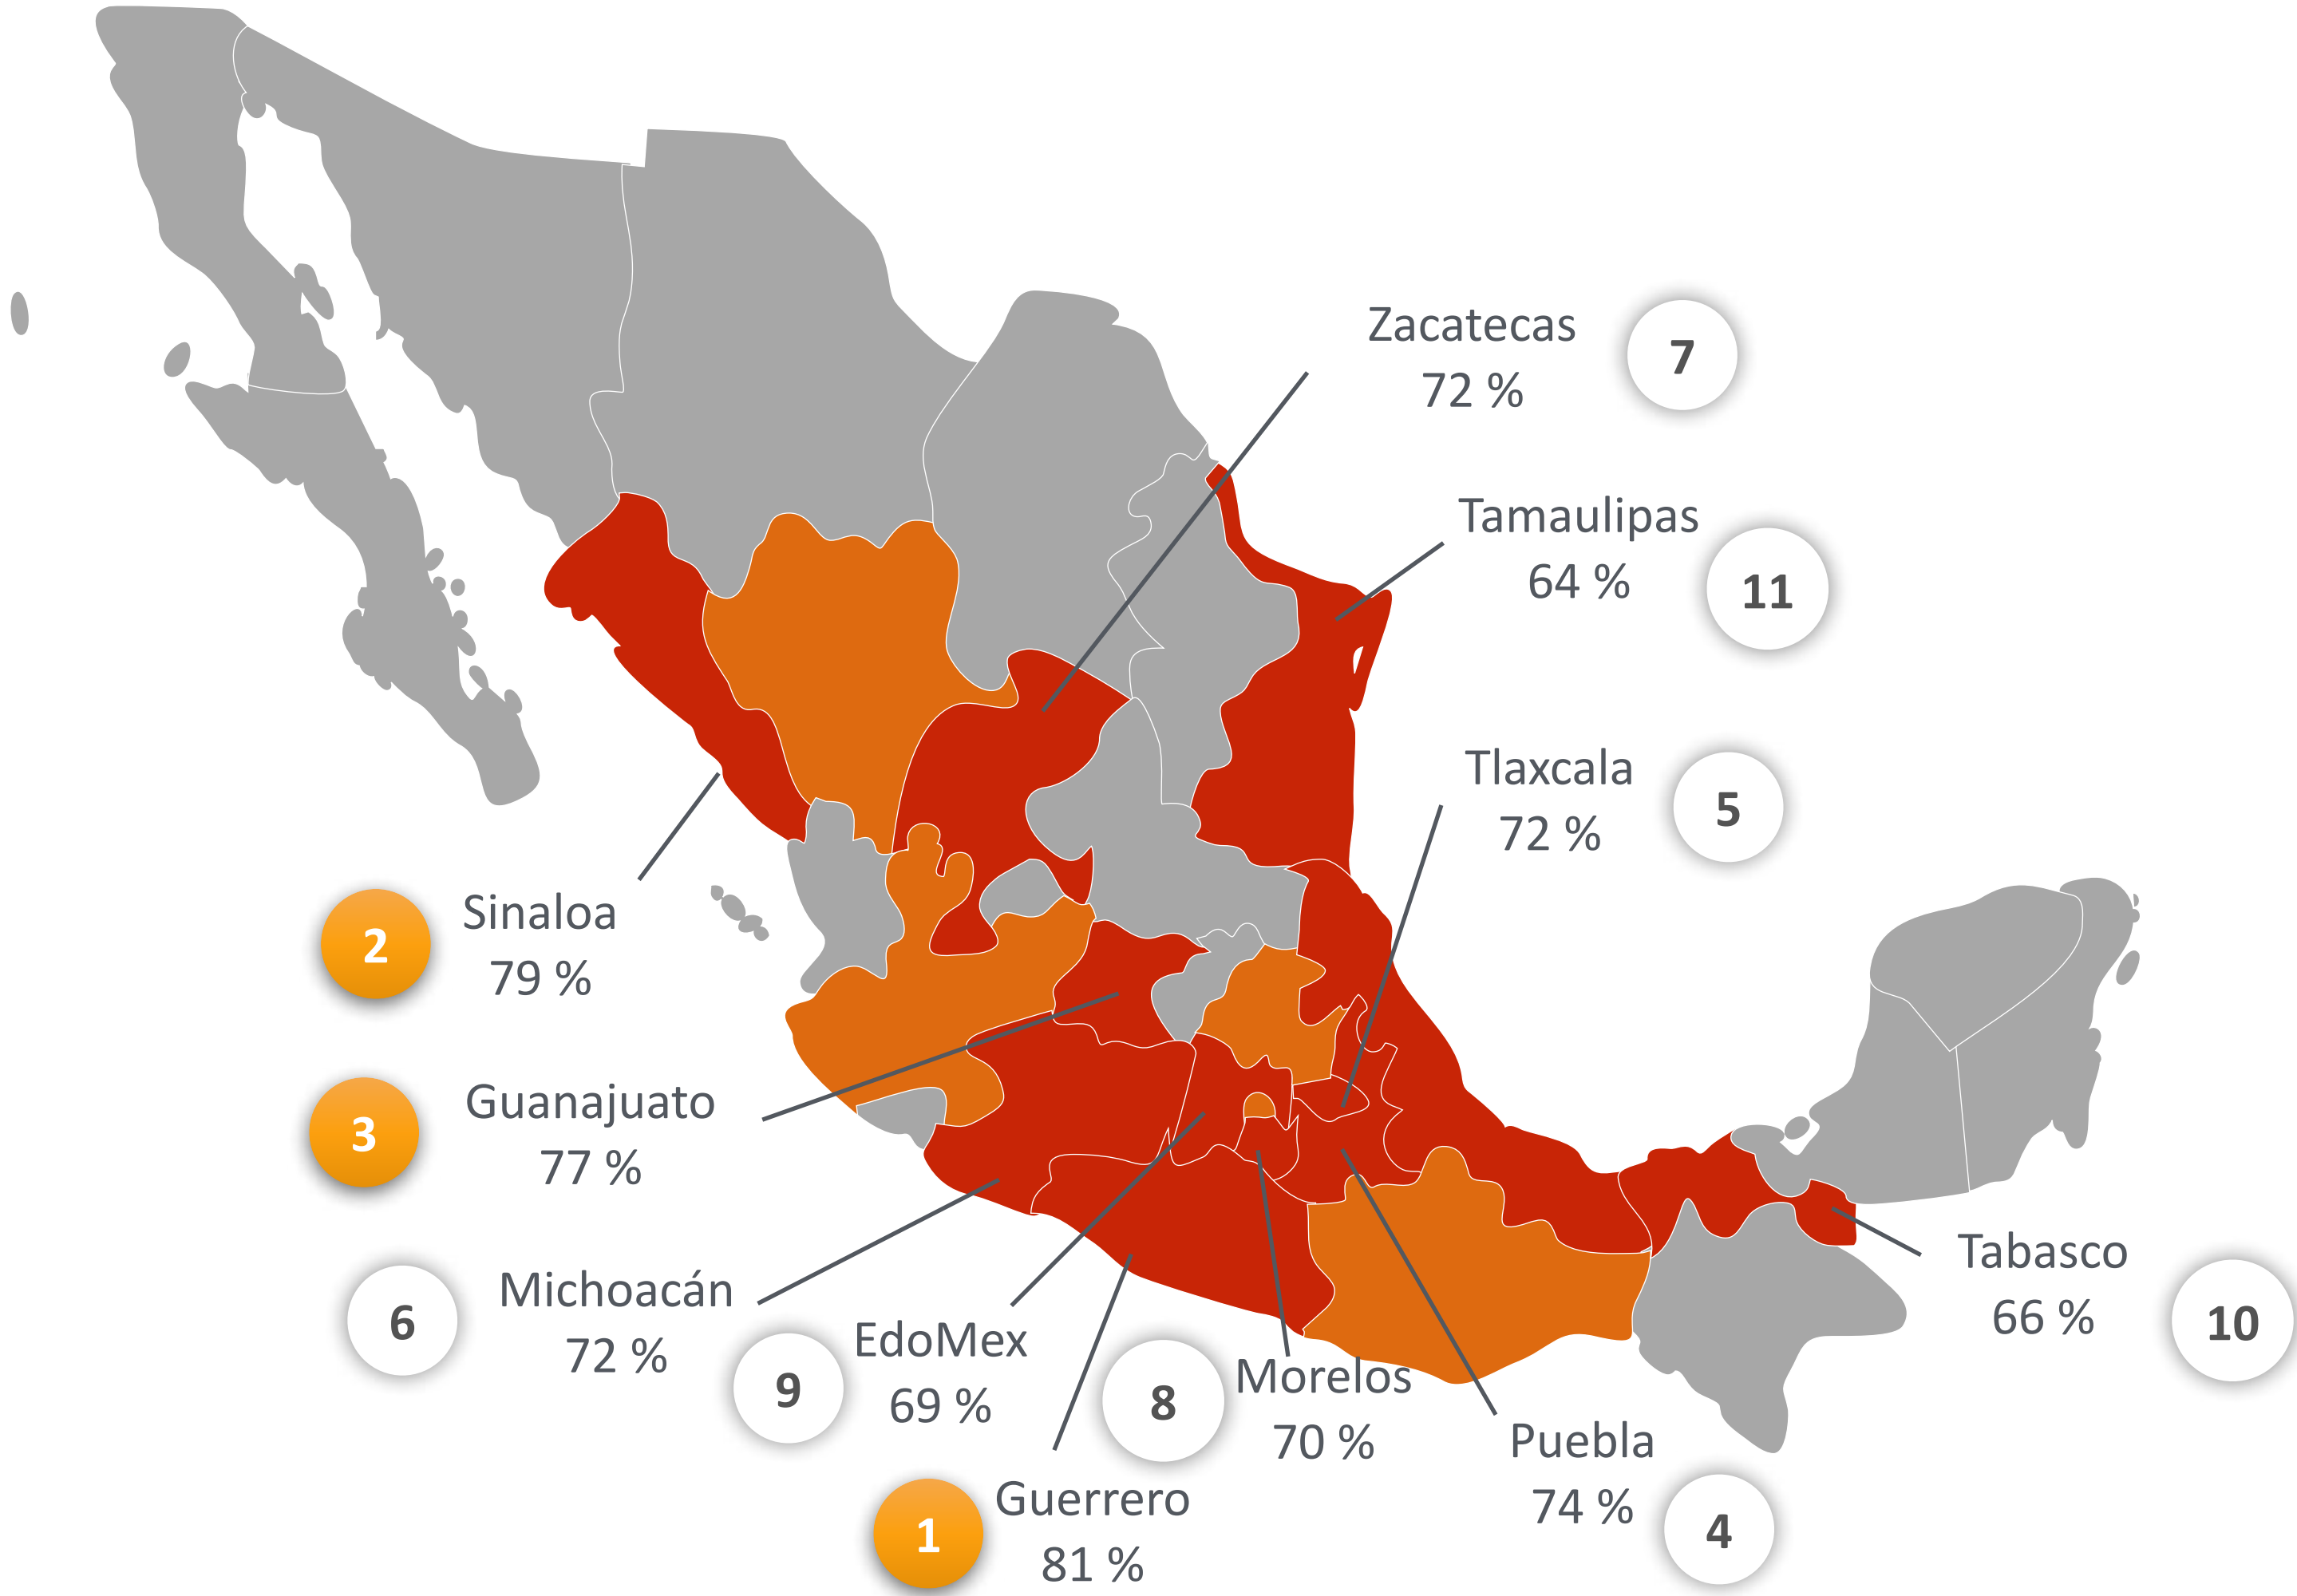 Zacatecas
72 %
7
Tamaulipas
64 %
11
Tlaxcala
72 %
5
2
Sinaloa
79 %
3
Guanajuato
77 %
6
Michoacán
72 %
9
EdoMex
69 %
8
Morelos
70 %
1
Guerrero
81 %
Puebla
74 %
4
Tabasco
66 %
10